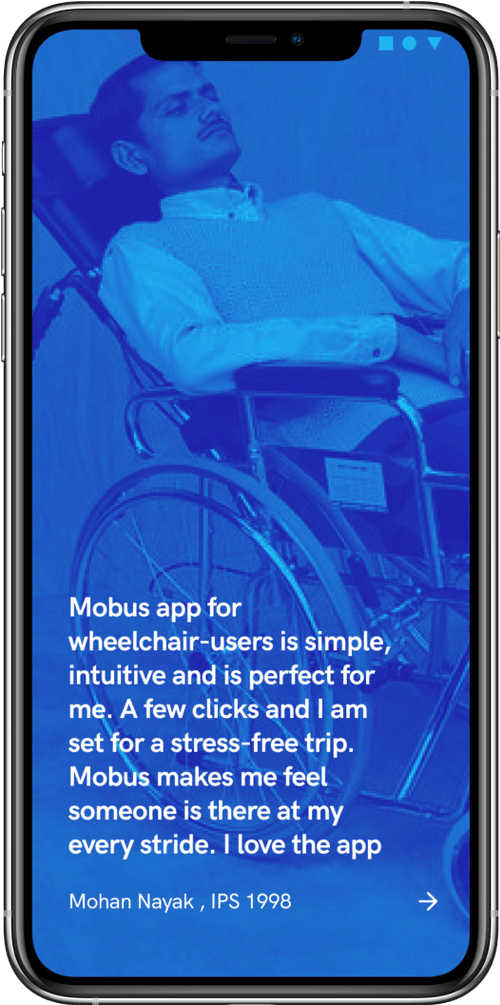 Mobus app for
wheelchair-users is simple,
intuitive and is perfect for
me. A few clicks and I am
set for a stress-free trip.
Mobus makes me feel
someone is there at my
every stride. I love the app
Mohan Nayak , IPS 1998